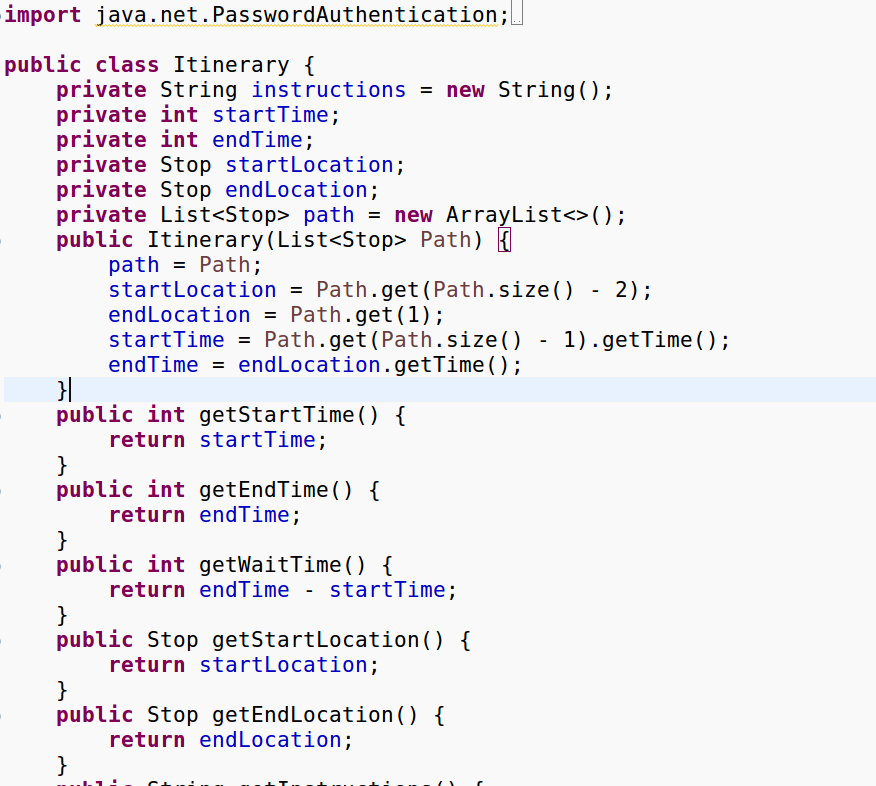 import java.net.PasswordAuthentication;
public class Itinerary {
    private String instructions = new String();
    private int startTime;
    private int endTime;
    private Stop startLocation;
    private Stop endLocation;
    private List<Stop> path = new ArrayList<>();
    public Itinerary(List<Stop> Path) {
        path = Path;
        startLocation = Path.get(Path.size() - 2);
        endLocation = Path.get(1);
        startTime = Path.get(Path.size() - 1).getTime();
        endTime = endLocation.getTime();
    }
    public int getStartTime() {
        return startTime;
    }
    public int getEndTime() {
        return endTime;
    }
    public int getWaitTime() {
        return endTime - startTime;
    }
    public Stop getStartLocation() {
        return startLocation;
    }
    public Stop getEndLocation() {
        return endLocation;
    }
    public String getInstructions() {